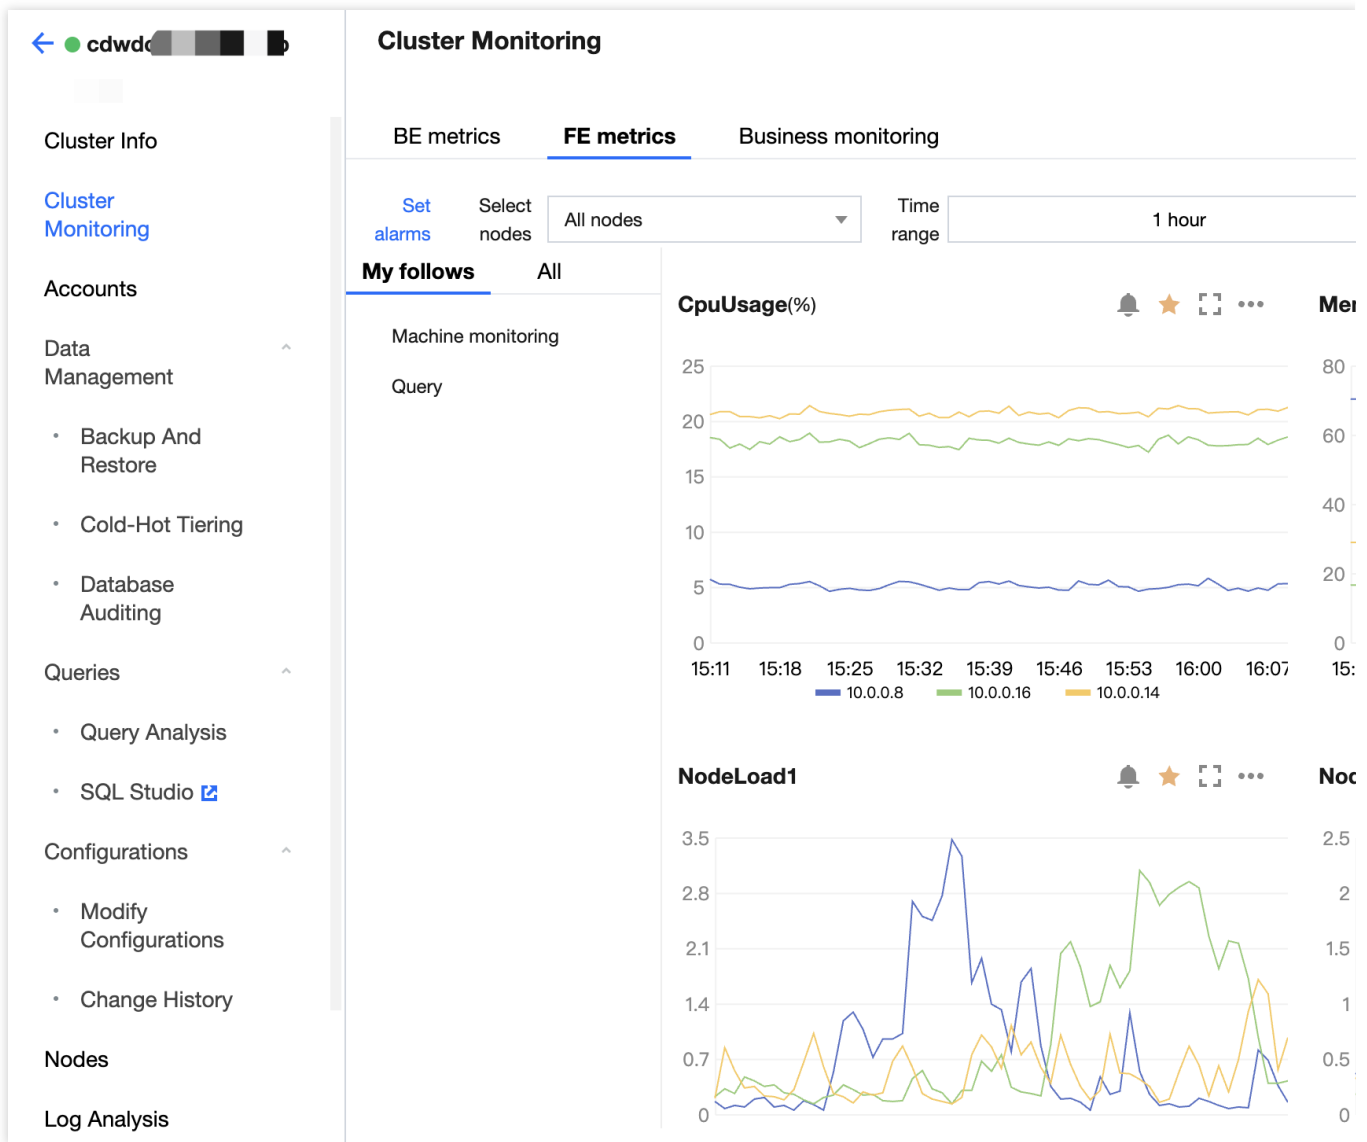 cdwd
Cluster Info
Cluster
Monitoring
Accounts
Data
Management
Backup And
Restore
Cold-Hot Tiering
Database
Auditing
Queries
Query Analysis
SQL Studio
Configurations
Modify
Configurations
Change History
Nodes
Log Analysis
Cluster Monitoring
BE metrics
FE metrics
Business monitoring
Set
alarms
Select
nodes
All nodes
Time
range
1 hour
My follows
All
Machine monitoring
Query
CpuUsage(%)
25
20
15
10
5
0
15:11 15:18 15:25 15:32 15:39 15:46 15:53 16:00 16:07
10.0.0.8 10.0.0.16 10.0.0.14
80
60
40
20
0
15:
NodeLoad1
3.5
2.8
2.1
1.4
0.7
0
2.5
2
1.5
1
0.5
0